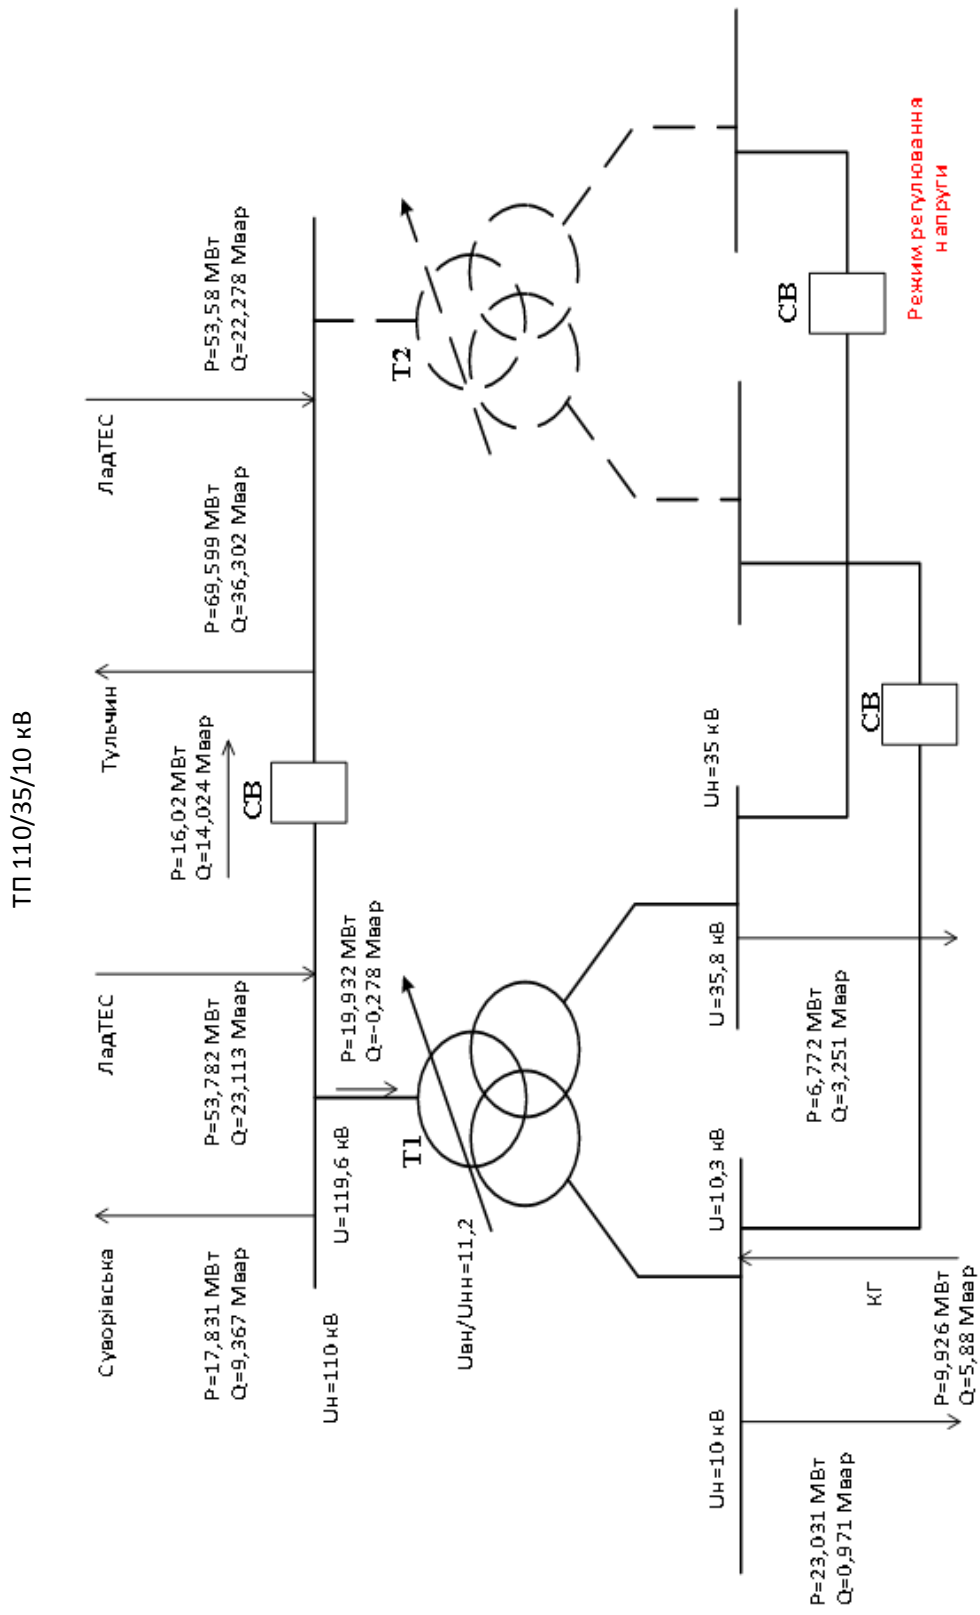 ТП 110/35/10 кВ
Суворівська
P=17,831 МВт
Q=9,367 Мвар
ЛадТЕС
P=53,782 МВт
Q=23,113 Мвар
P=16,02 МВт
Q=14,024 Мвар
СВ
Тульчин
P=69,599 МВт
Q=36,302 Мвар
ЛадТЕС
P=53,58 МВт
Q=22,278 Мвар
Uн=110 кВ
U=119,6 кВ
P=19,932 МВт
Q=-0,278 Мвар
T1
T2
Uвн/Uнн=11,2
Uн=10 кВ
U=10,3 кВ
U=35,8 кВ
Uн=35 кВ
СВ
P=23,031 МВт
Q=0,971 Мвар
КГ
P=9,926 МВт
Q=5,88 Мвар
P=6,772 МВт
Q=3,251 Мвар
СВ
Режим регулювання
напруги